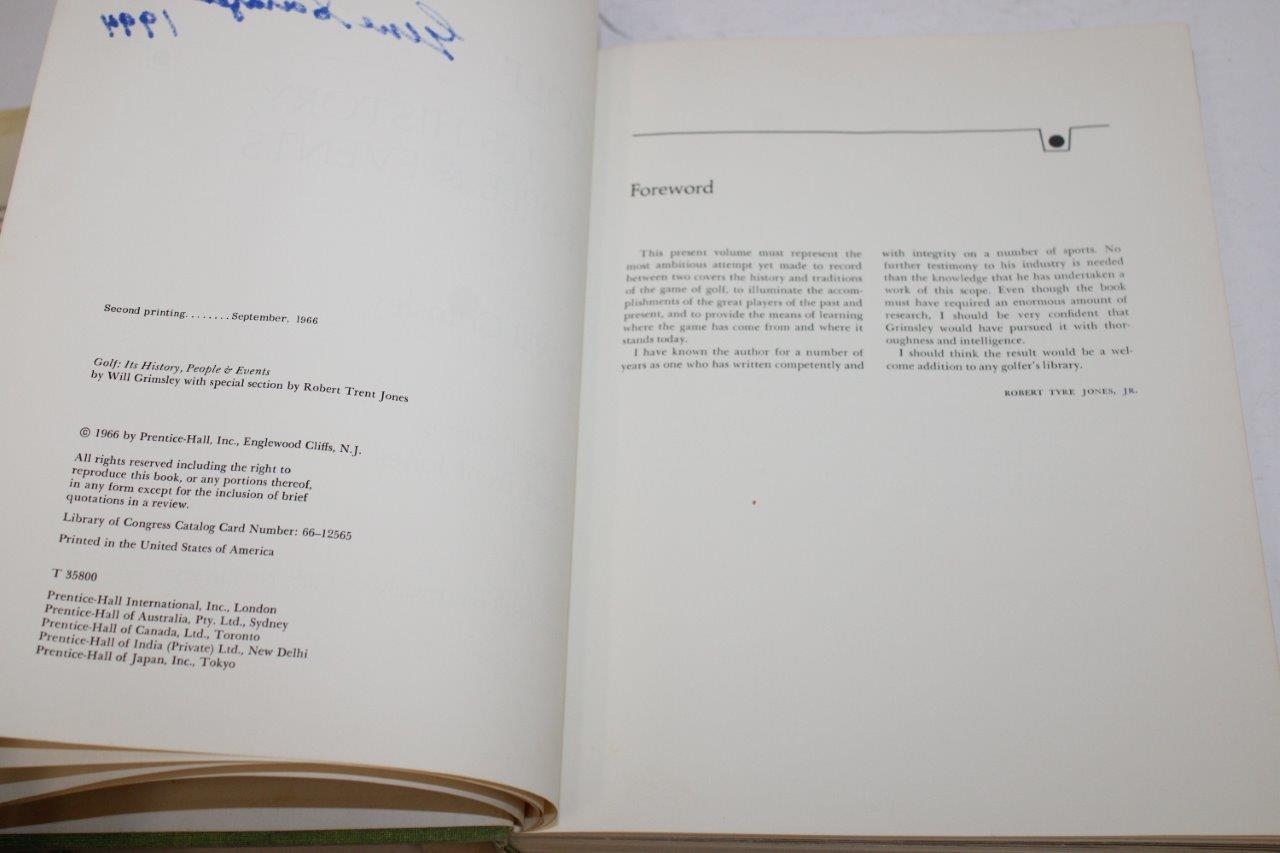 Gene Sarazen
1994
Second printing........September, 1966
Golf: Its History, People & Events
by Will Grimsley with special section by Robert Trent Jones
© 1966 by Prentice-Hall, Inc., Englewood Cliffs, N.J.
All rights reserved including the right to
reproduce this book, or any portions thereof,
in any form except for the inclusion of brief
quotations in a review.
Library of Congress Catalog Card Number: 66–12565
Printed in the United States of America
T 35800
Prentice-Hall International, Inc., London
Prentice-Hall of Australia, Pty. Ltd., Sydney
Prentice-Hall of Canada, Ltd., Toronto
Prentice-Hall of India (Private) Ltd., New Delhi
Prentice-Hall of Japan, Inc., Tokyo
Foreword
This present volume must represent the
most ambitious attempt yet made to record
between two covers the history and traditions
of the game of golf, to illuminate the accom-
plishments of the great players of the past and
present, and to provide the means of learning
where the game has come from and where it
stands today.
I have known the author for a number of
years as one who has written competently and
with integrity on a number of sports. No
further testimony to his industry is needed
than the knowledge that he has undertaken a
work of this scope. Even though the book
must have required an enormous amount of
research, I should be very confident that
Grimsley would have pursued it with thor-
oughness and intelligence.
I should think the result would be a wel-
come addition to any golfer's library.
ROBERT TYRE JONES, JR.